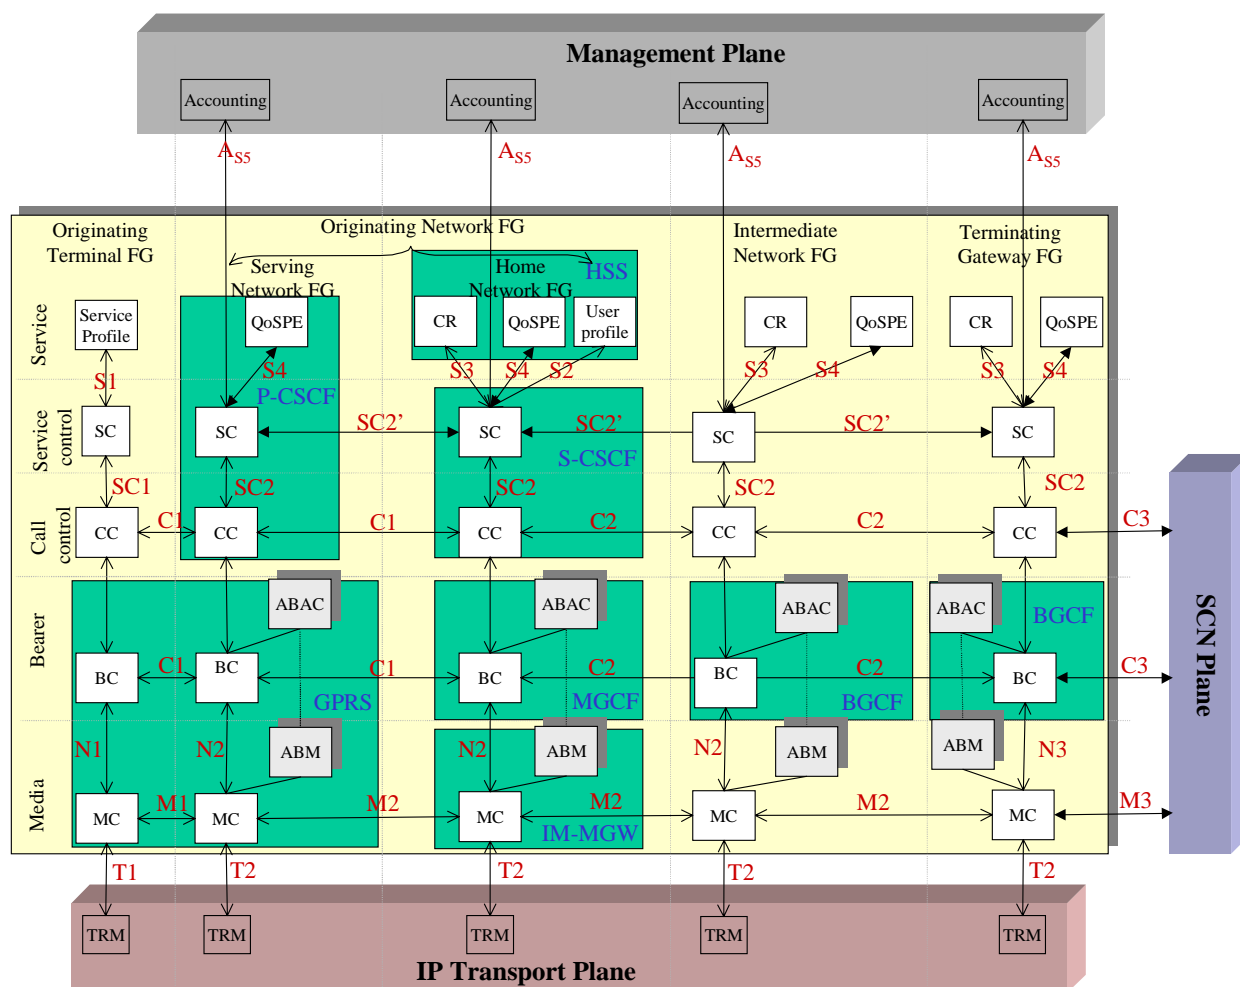 Management Plane
Accounting
Accounting
Accounting
Accounting
AS5
AS5
AS5
AS5
Originating
Terminal FG
Originating Network FG
Intermediate
Network FG
Terminating
Gateway FG
Serving
Network FG
Home
Network FG
HSS
Service
Service
Profile
QoSPE
CR
QoSPE
User
profile
CR
QoSPE
CR
QoSPE
S1
S4
S3
S4
S2
S3
S4
S3
S4
P-CSCF
Service
control
SC
SC
SC2’
SC
SC2’
SC
SC2’
SC
S-CSCF
SC1
SC2
SC2
SC2
SC2
Call
control
CC
C1
CC
C1
CC
C2
CC
C2
CC
C3
SCN Plane
Bearer
ABAC
ABAC
ABAC
ABAC
BGCF
BC
C1
BC
C1
BC
C2
BC
C2
BC
C3
GPRS
MGCF
BGCF
N1
N2
ABM
N2
ABM
N2
ABM
ABM
N3
Media
MC
M1
MC
M2
MC
M2
MC
M2
MC
M3
IM-MGW
T1
T2
T2
T2
T2
TRM
TRM
TRM
TRM
TRM
IP Transport Plane